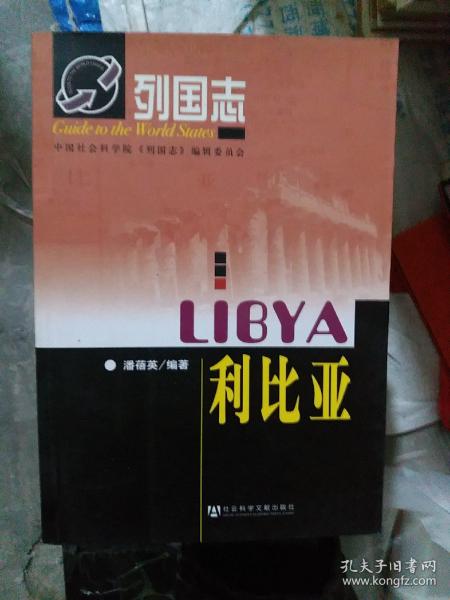 列国志
Guide to the World States
中国社会科学院《列国志》编辑委员会
LIBYA
潘蓓英/编著
利比亚
社会科学文献出版社
孔夫子旧书网
www.kongfz.com